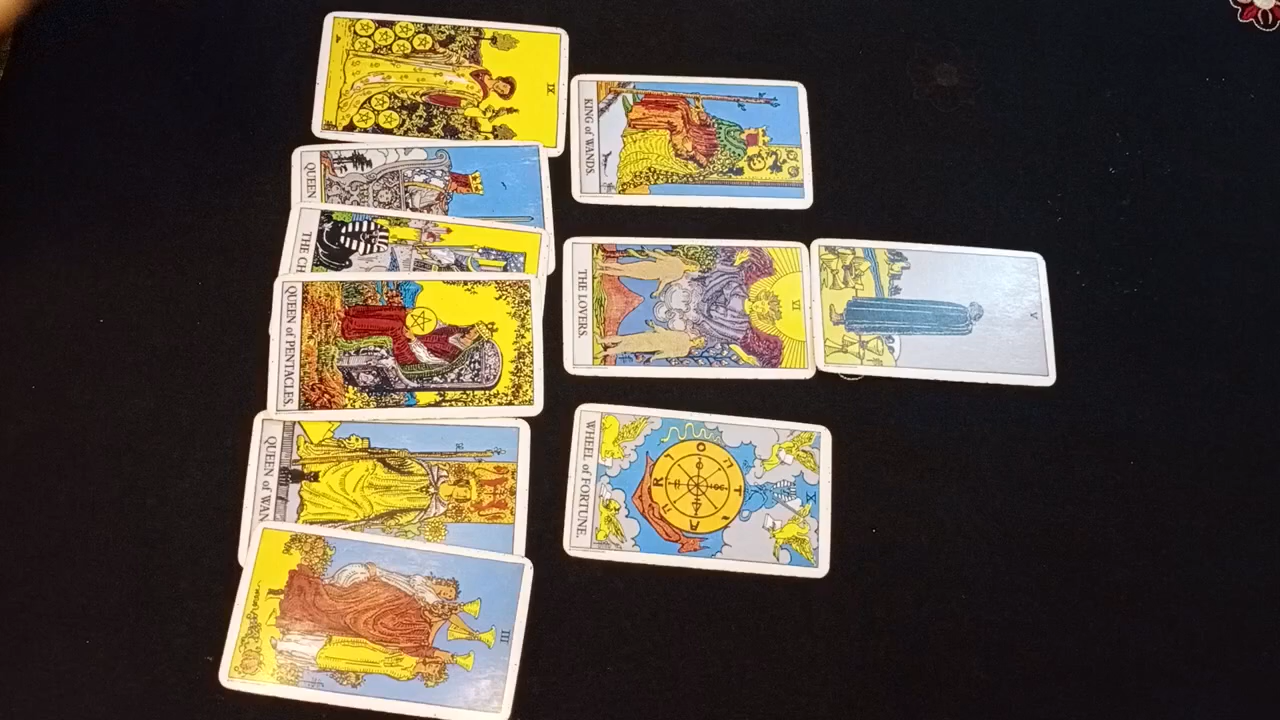 IX
KING of WANDS.
QUEEN
THE CH
QUEEN of PENTACLES.
VI
THE LOVERS.
V
QUEEN of WAN
X
T A R O
WHEEL of FORTUNE.
III